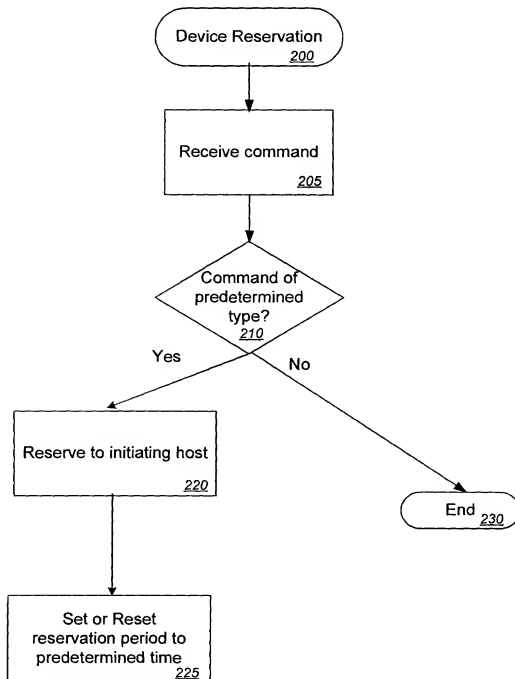 Device Reservation
200
Receive command
205
Command of
predetermined
type?
210
Yes
No
Reserve to initiating host
220
End
230
Set or Reset
reservation period to
predetermined time
225